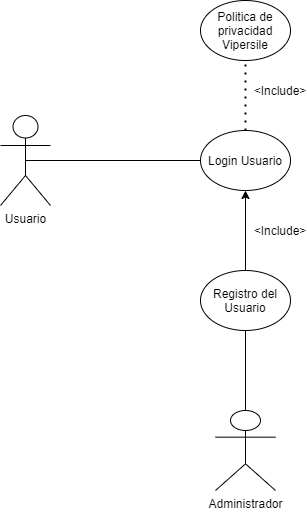 Politica de
privacidad
Vipersile
<Include>
Login Usuario
Usuario
<Include>
Registro del
Usuario
Administrador